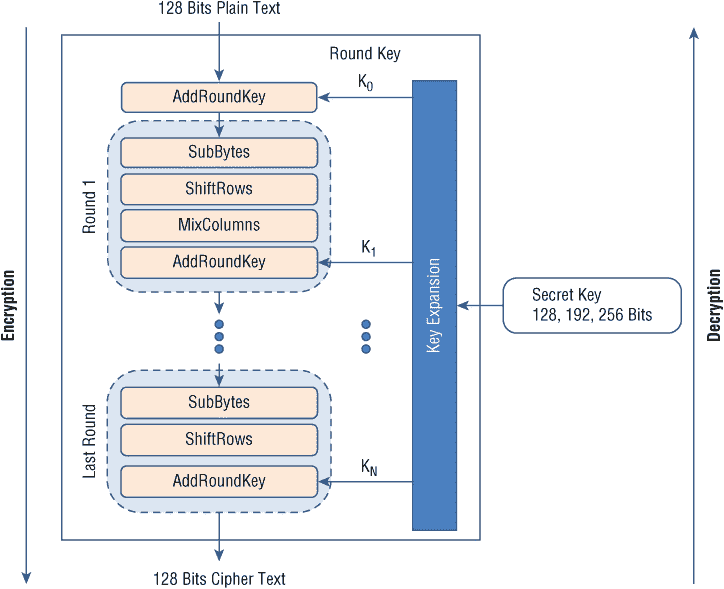 128 Bits Plain Text
Round Key
K0
AddRoundKey
SubBytes
ShiftRows
MixColumns
AddRoundKey
Round 1
K1
Key Expansion
Secret Key
128, 192, 256 Bits
Encryption
Decryption
SubBytes
ShiftRows
AddRoundKey
Last Round
KN
128 Bits Cipher Text